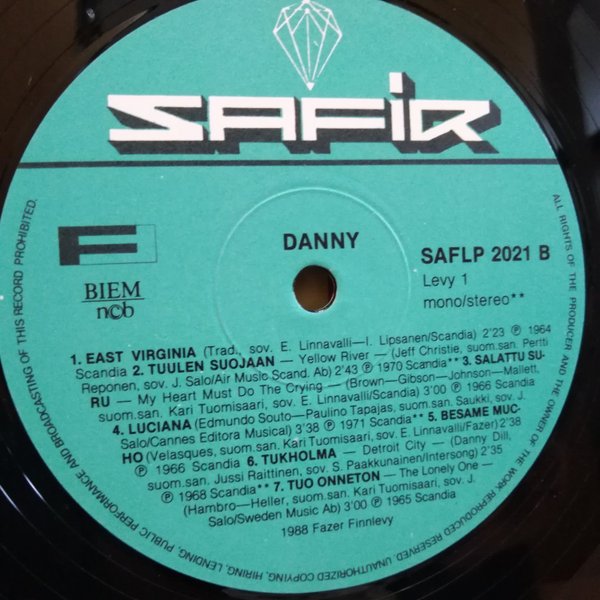 SAFIR
F
BIEM
n©b
DANNY
SAFLP 2021 B
Levy 1
mono/stereo**
1. EAST VIRGINIA (Trad., sov. E. Linnavalli—I. Lipsanen/Scandia) 2'23 ℗ 1964
Scandia 2. TUULEN SUOJAAN — Yellow River — (Jeff Christie, suom.san. Pertti
Reponen, sov. J. Salo/Air Music Scand. Ab) 2'43 ℗ 1970 Scandia** 3. SALATTU SU-
RU — My Heart Must Do The Crying — (Brown—Gibson—Johnson—Mallett,
suom.san. Kari Tuomisaari, sov. E. Linnavalli/Scandia) 3'00 ℗ 1966 Scandia
4. LUCIANA (Edmundo Souto—Paulino Tapajas, suom.san. Saukki, sov. J.
Salo/Cannes Editora Musical) 3'38 ℗ 1971 Scandia** 5. BESAME MUC-
HO (Velasques, suom.san. Kari Tuomisaari, sov. E. Linnavalli/Fazer) 2'38
℗ 1966 Scandia 6. TUKHOLMA — Detroit City — (Danny Dill,
suom.san. Jussi Raittinen, sov. S. Paakkunainen/Intersong) 2'35
℗ 1968 Scandia** 7. TUO ONNETON — The Lonely One —
(Hambro—Heller, suom.san. Kari Tuomisaari, sov. J.
Salo/Sweden Music Ab) 3'00 ℗ 1965 Scandia
1988 Fazer Finnlevy
ALL RIGHTS OF THE PRODUCER AND THE OWNER OF THE WORK REPRODUCED RESERVED. UNAUTHORIZED COPYING, HIRING, LENDING, PUBLIC PERFORMANCE AND BROADCASTING OF THIS RECORD PROHIBITED.